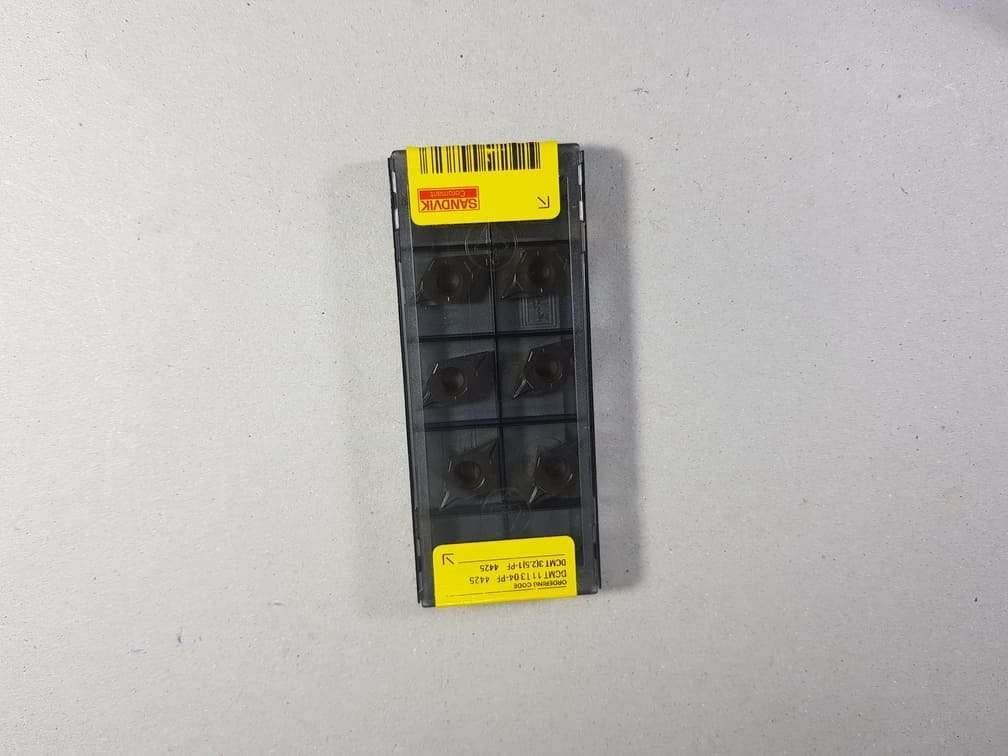 ORDERING CODE
DCMT 11 T3 04-PF 4425
DCMT 3(2.5)1-PF 4425
SANDVIK
Coromant